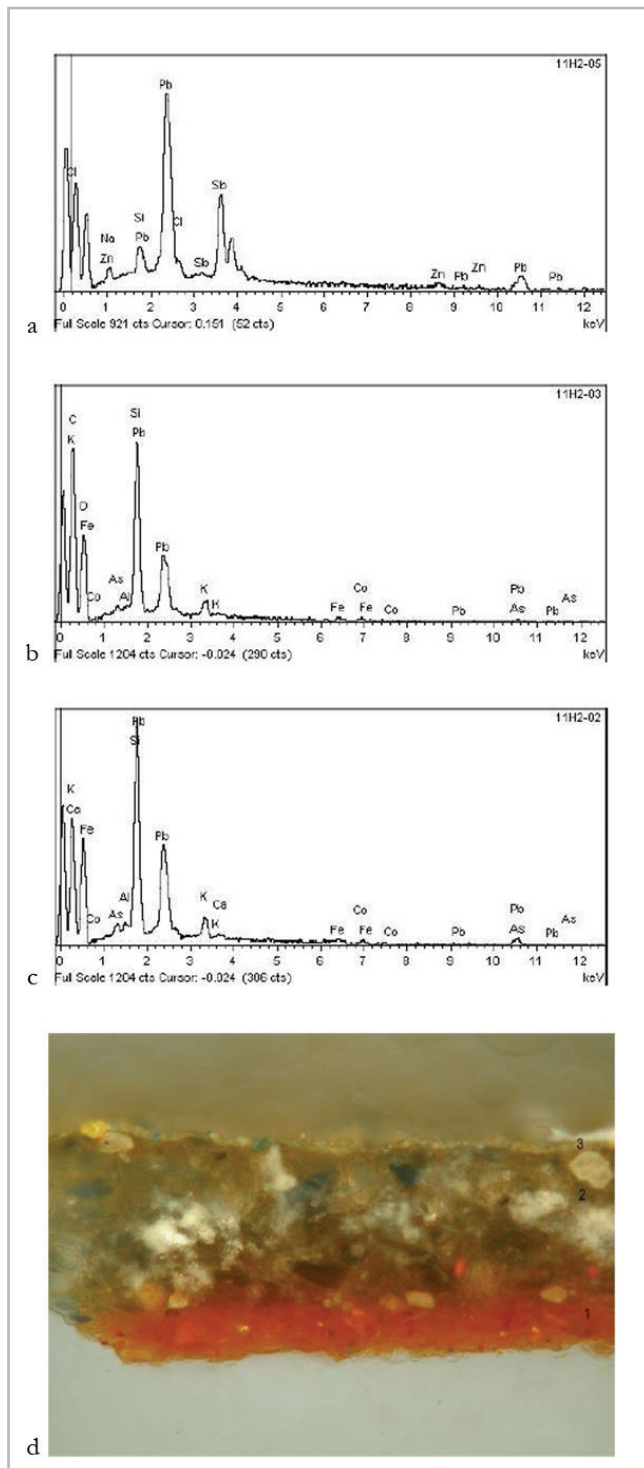 11H2-05
Pb
Cl
Sb
Si
Na
Pb
Cl
Zn
Sb
Zn
Zn
Pb
Pb
Pb
0 1 2 3 4 5 6 7 8 9 10 11 12
a
Full Scale 921 cts Cursor: 0.151 (52 cts)
keV
11H2-03
C
Si
K
Pb
O
Fe
Pb
As
K
Co
Pb
As
Co
Al
K
Fe
Fe
Co
Pb
As
Pb
0 1 2 3 4 5 6 7 8 9 10 11 12
b
Full Scale 1204 cts Cursor: -0.024 (290 cts)
keV
11H2-02
Pb
K
Si
Ca
Fe
Pb
Al
K
Ca
As
Co
Pb
As
Co
K
Fe
Fe
Co
Pb
As
Pb
0 1 2 3 4 5 6 7 8 9 10 11 12
c
Full Scale 1204 cts Cursor: -0.024 (306 cts)
keV
3
2
1
d